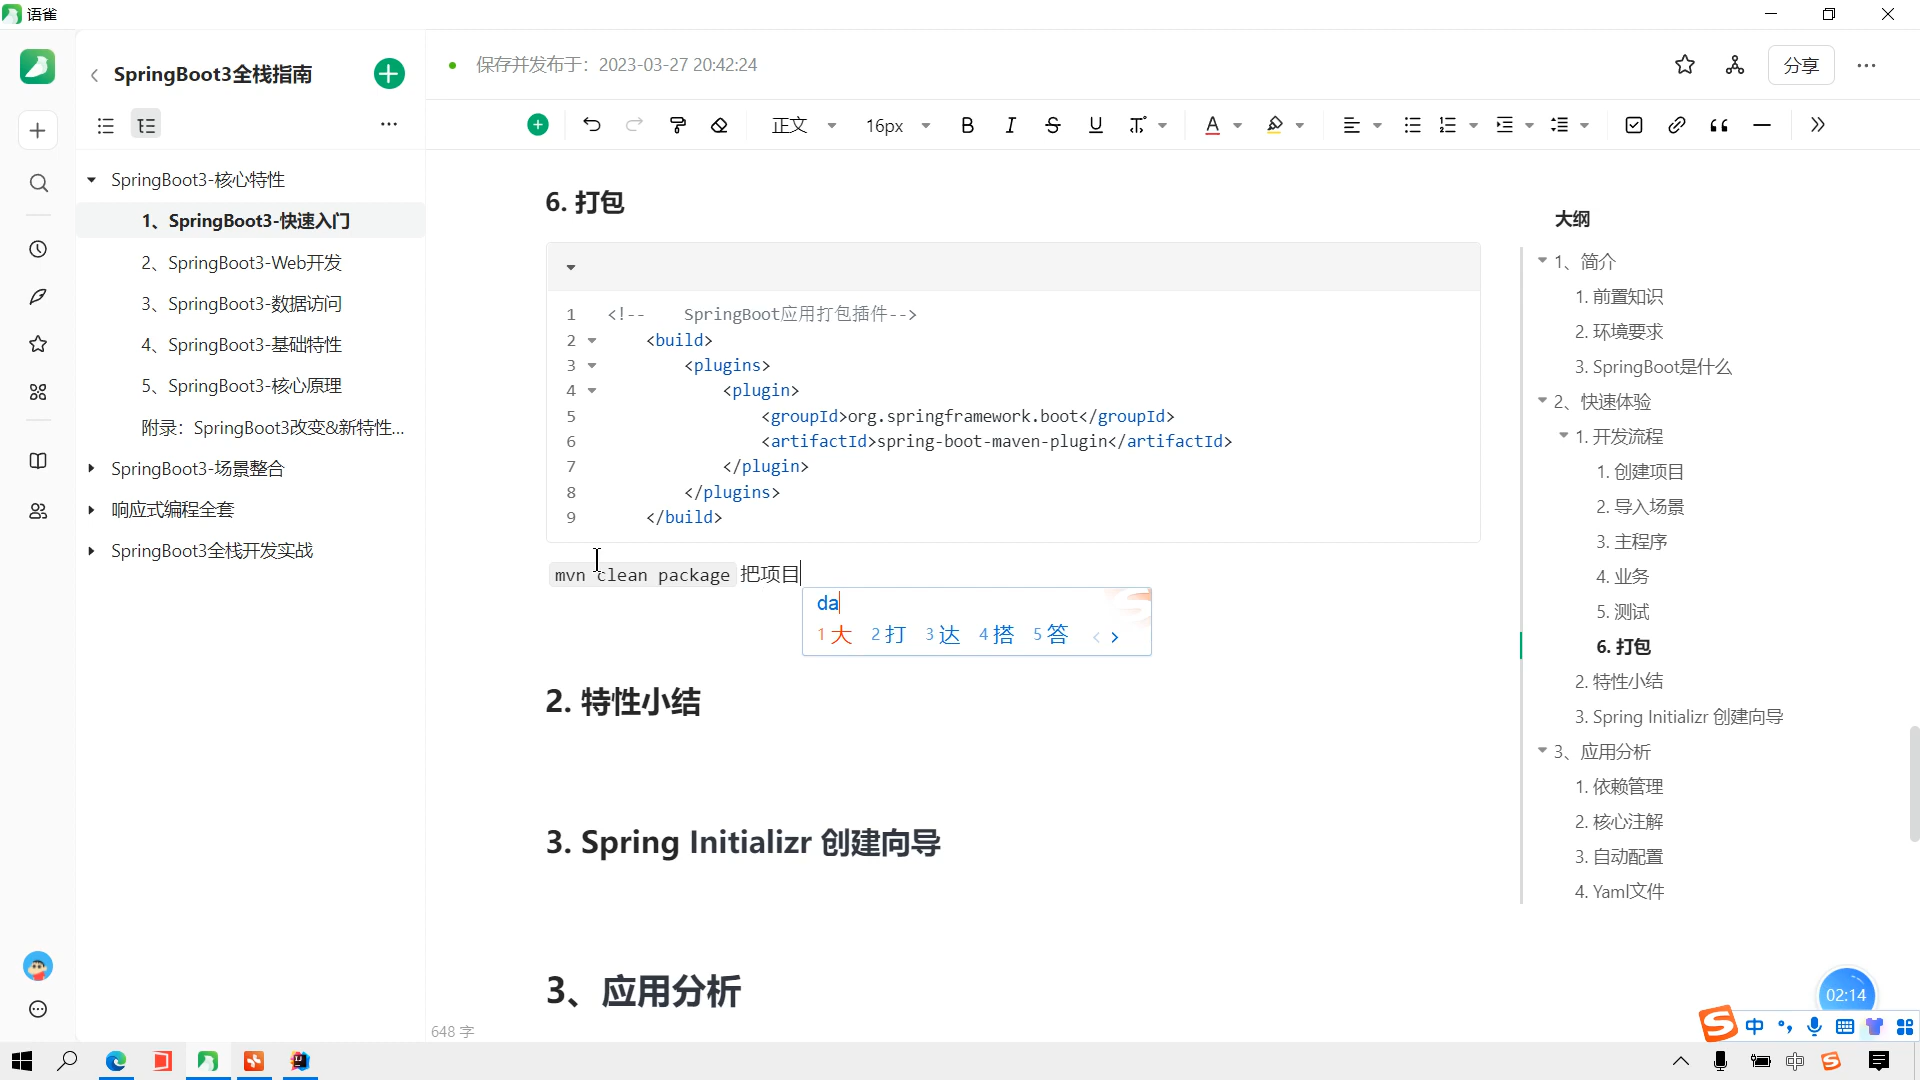 语雀
SpringBoot3全栈指南
保存并发布于：2023-03-27 20:42:24
分享
正文
16px
SpringBoot3-核心特性
1、SpringBoot3-快速入门
2、SpringBoot3-Web开发
3、SpringBoot3-数据访问
4、SpringBoot3-基础特性
5、SpringBoot3-核心原理
附录：SpringBoot3改变&新特性...
SpringBoot3-场景整合
响应式编程全套
SpringBoot3全栈开发实战
6. 打包
1 <!-- SpringBoot应用打包插件-->
2 <build>
3 <plugins>
4 <plugin>
5 <groupId>org.springframework.boot</groupId>
6 <artifactId>spring-boot-maven-plugin</artifactId>
7 </plugin>
8 </plugins>
9 </build>
mvn clean package 把项目
da
1 大 2 打 3 达 4 搭 5 答
2. 特性小结
3. Spring Initializr 创建向导
3、应用分析
648 字
大纲
1、简介
1. 前置知识
2. 环境要求
3. SpringBoot是什么
2、快速体验
1. 开发流程
1. 创建项目
2. 导入场景
3. 主程序
4. 业务
5. 测试
6. 打包
2. 特性小结
3. Spring Initializr 创建向导
3、应用分析
1. 依赖管理
2. 核心注解
3. 自动配置
4. Yaml文件
02:14
中
中